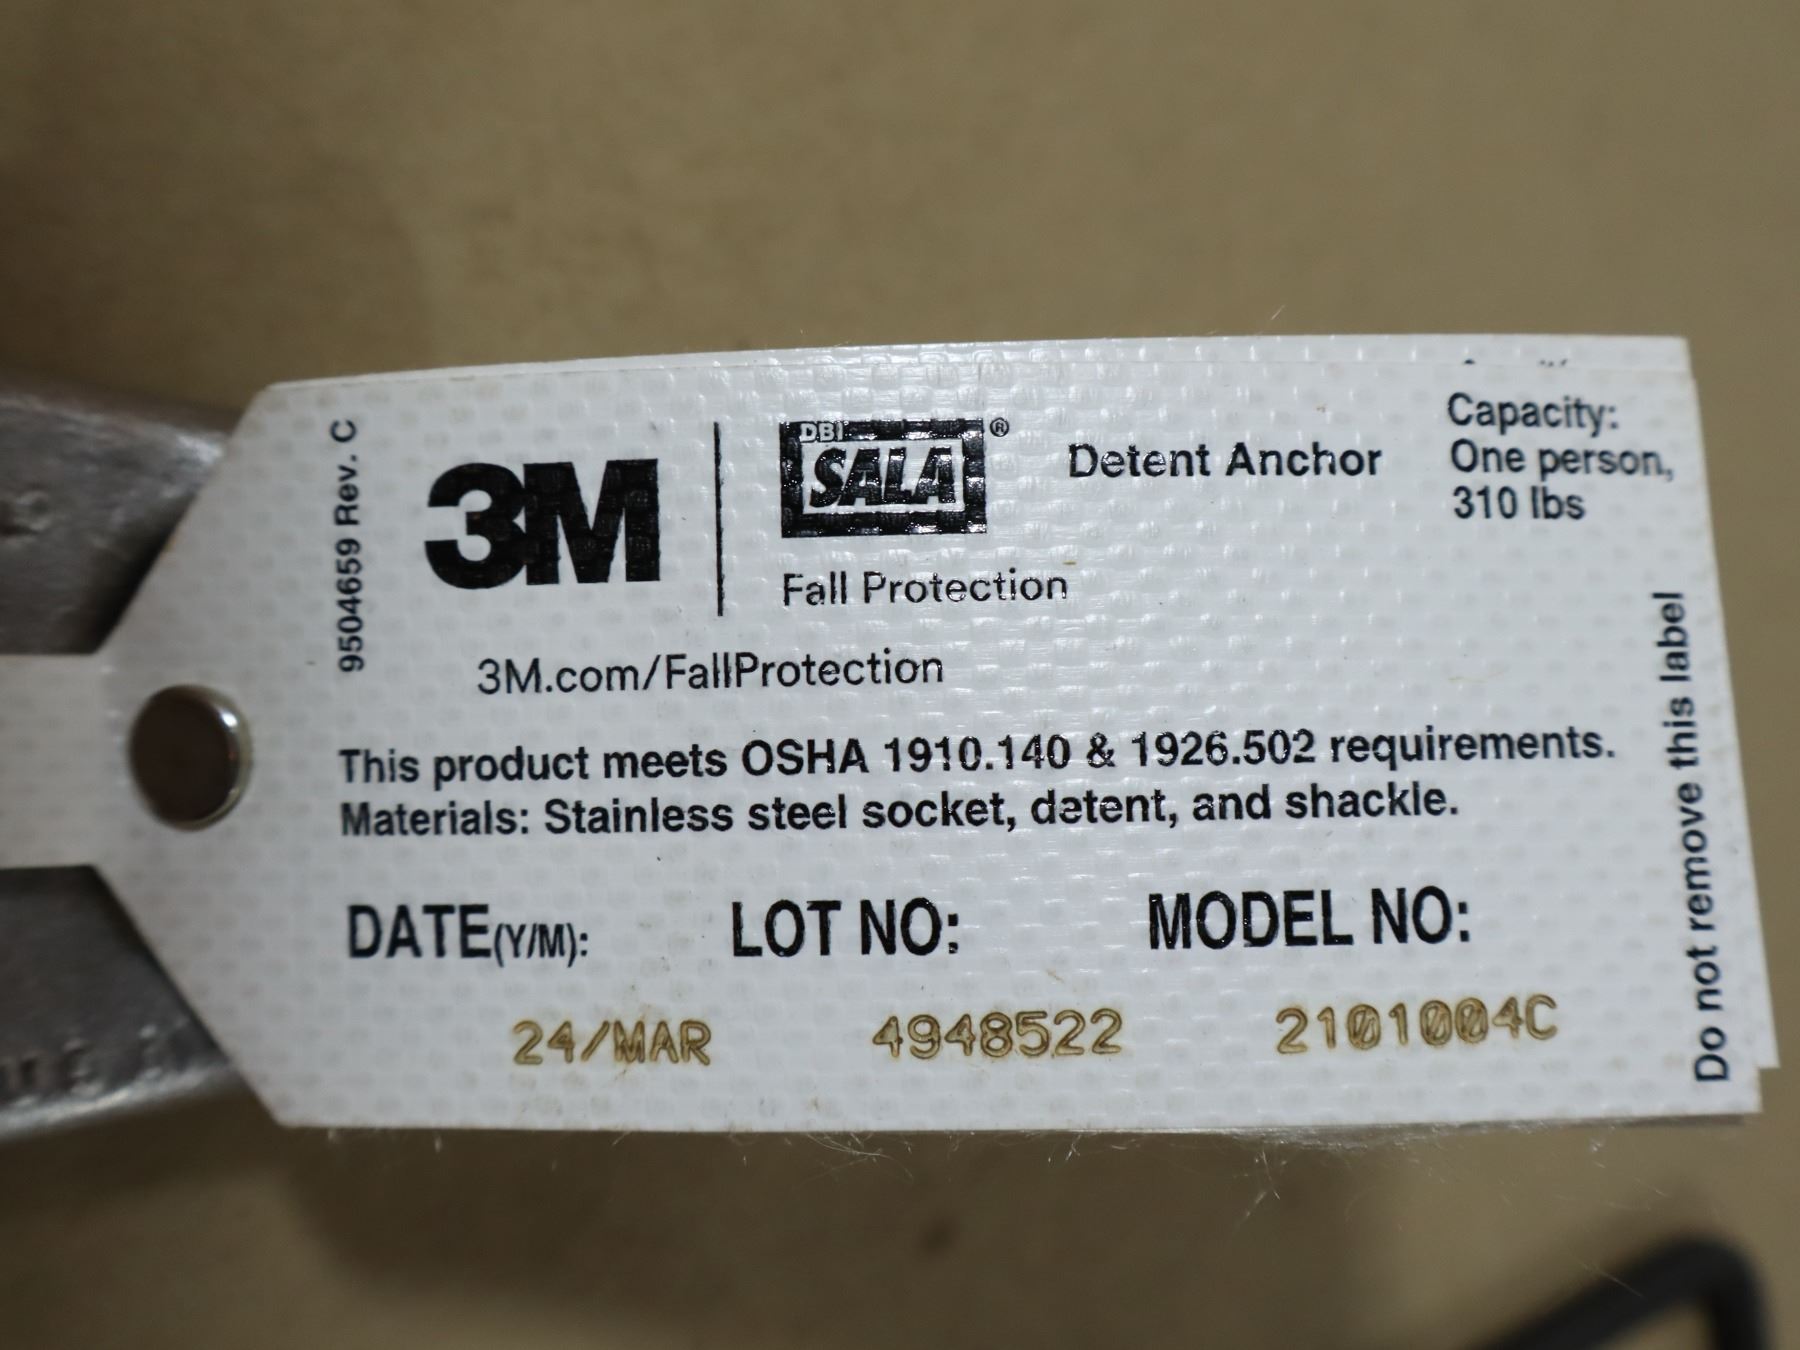 9504659 Rev. C
3M
DBI
SALA®
Fall Protection
Detent Anchor
Capacity:
One person,
310 lbs
3M.com/FallProtection
This product meets OSHA 1910.140 & 1926.502 requirements.
Materials: Stainless steel socket, detent, and shackle.
DATE(Y/M): LOT NO: MODEL NO:
24/MAR 4948522 2101004C
Do not remove this label